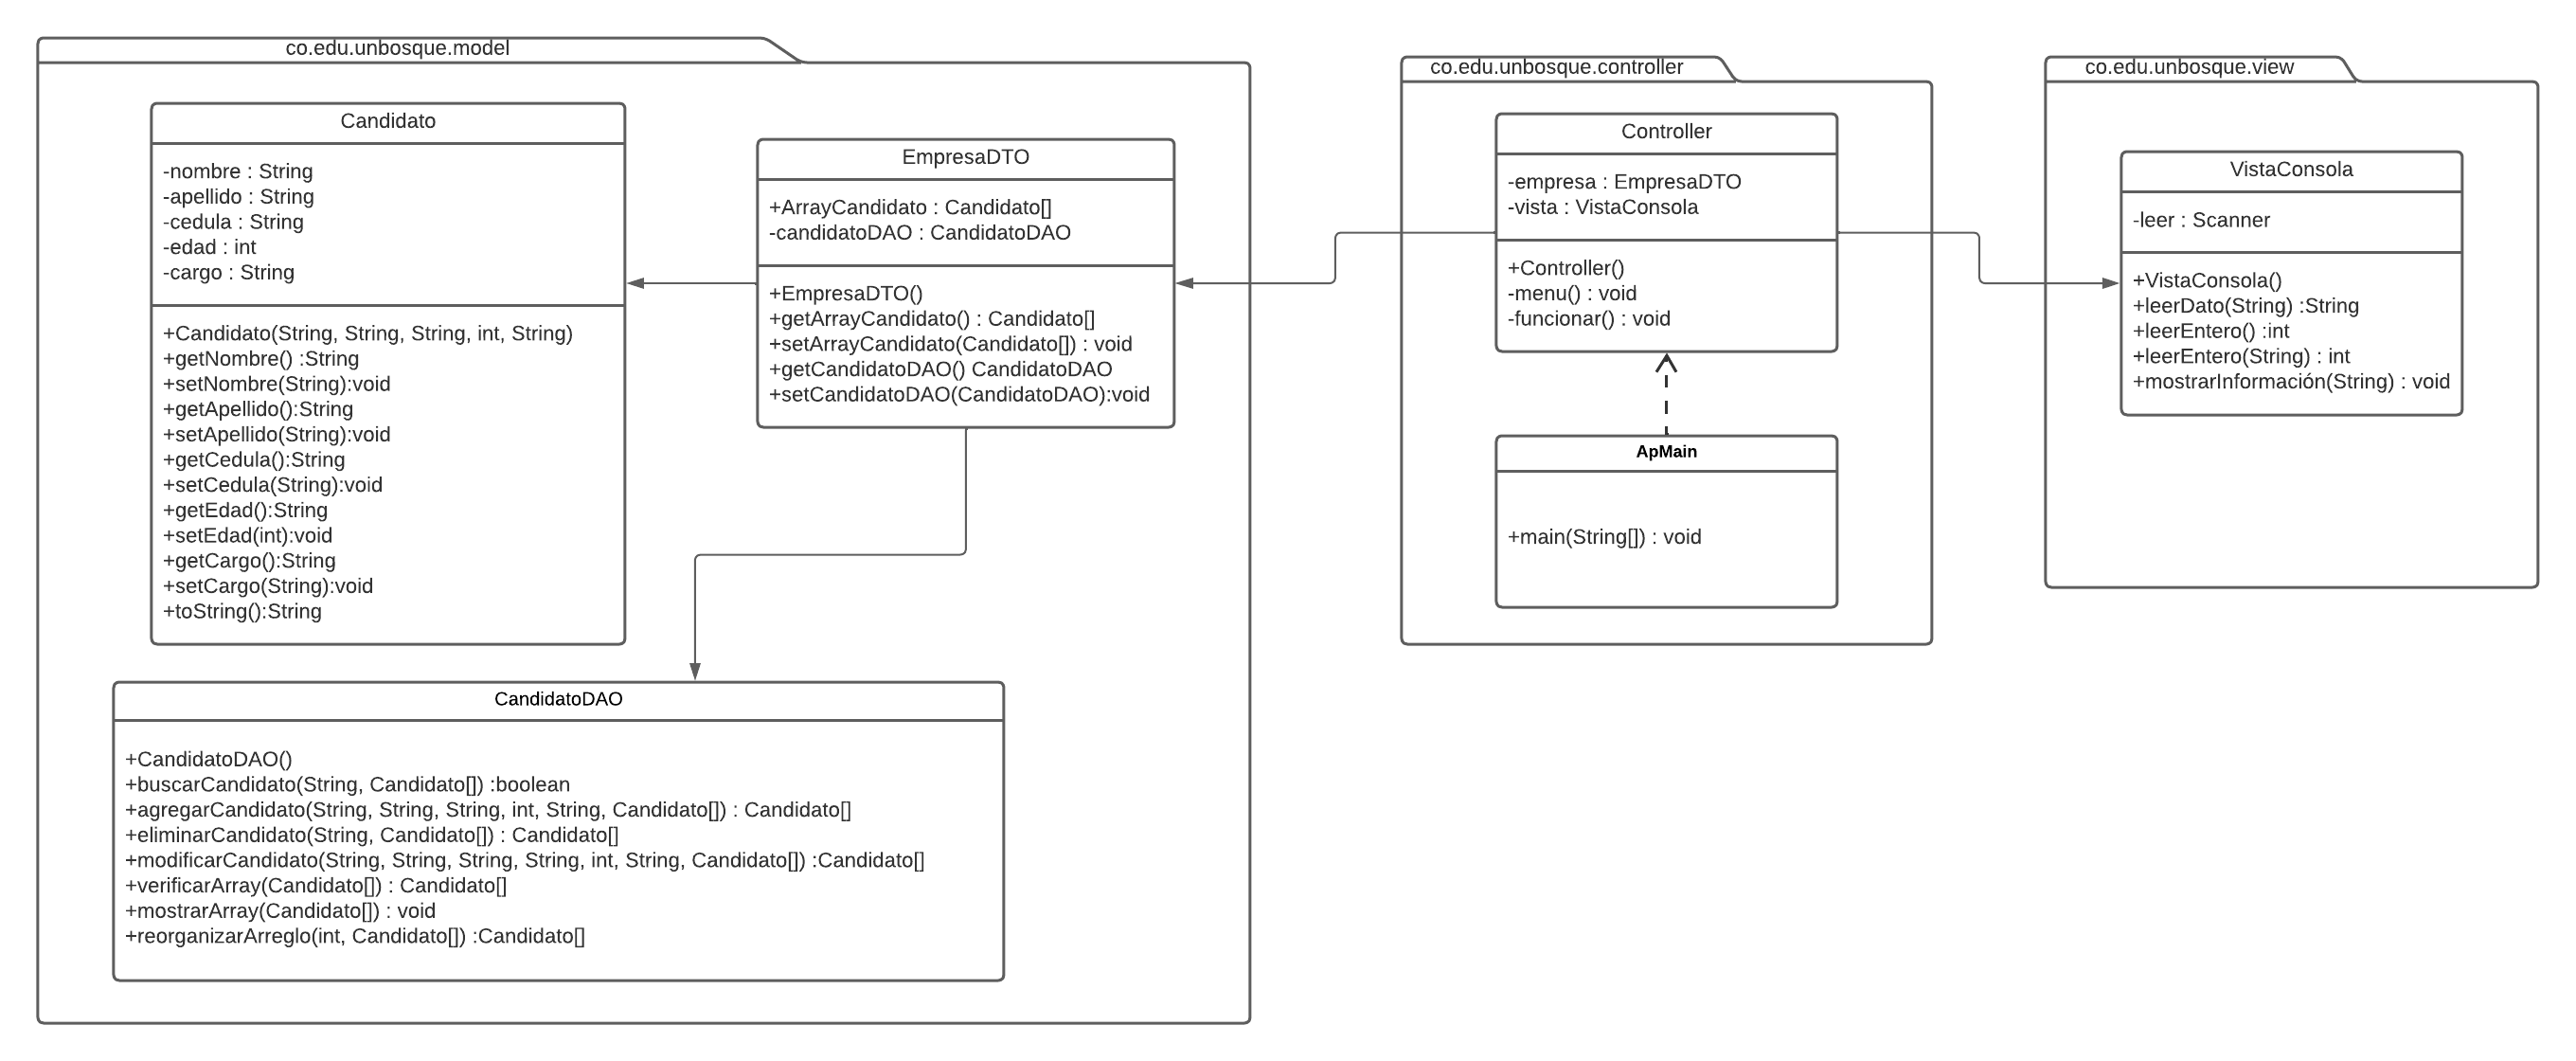 co.edu.unbosque.model
Candidato
-nombre : String
-apellido : String
-cedula : String
-edad : int
-cargo : String
+Candidato(String, String, String, int, String)
+getNombre() :String
+setNombre(String):void
+getApellido():String
+setApellido(String):void
+getCedula():String
+setCedula(String):void
+getEdad():String
+setEdad(int):void
+getCargo():String
+setCargo(String):void
+toString():String
EmpresaDTO
+ArrayCandidato : Candidato[]
-candidatoDAO : CandidatoDAO
+EmpresaDTO()
+getArrayCandidato() : Candidato[]
+setArrayCandidato(Candidato[]) : void
+getCandidatoDAO() CandidatoDAO
+setCandidatoDAO(CandidatoDAO):void
CandidatoDAO
+CandidatoDAO()
+buscarCandidato(String, Candidato[]) :boolean
+agregarCandidato(String, String, String, int, String, Candidato[]) : Candidato[]
+eliminarCandidato(String, Candidato[]) : Candidato[]
+modificarCandidato(String, String, String, String, int, String, Candidato[]) :Candidato[]
+verificarArray(Candidato[]) : Candidato[]
+mostrarArray(Candidato[]) : void
+reorganizarArreglo(int, Candidato[]) :Candidato[]
co.edu.unbosque.controller
Controller
-empresa : EmpresaDTO
-vista : VistaConsola
+Controller()
-menu() : void
-funcionar() : void
ApMain
+main(String[]) : void
co.edu.unbosque.view
VistaConsola
-leer : Scanner
+VistaConsola()
+leerDato(String) :String
+leerEntero() :int
+leerEntero(String) : int
+mostrarInformación(String) : void